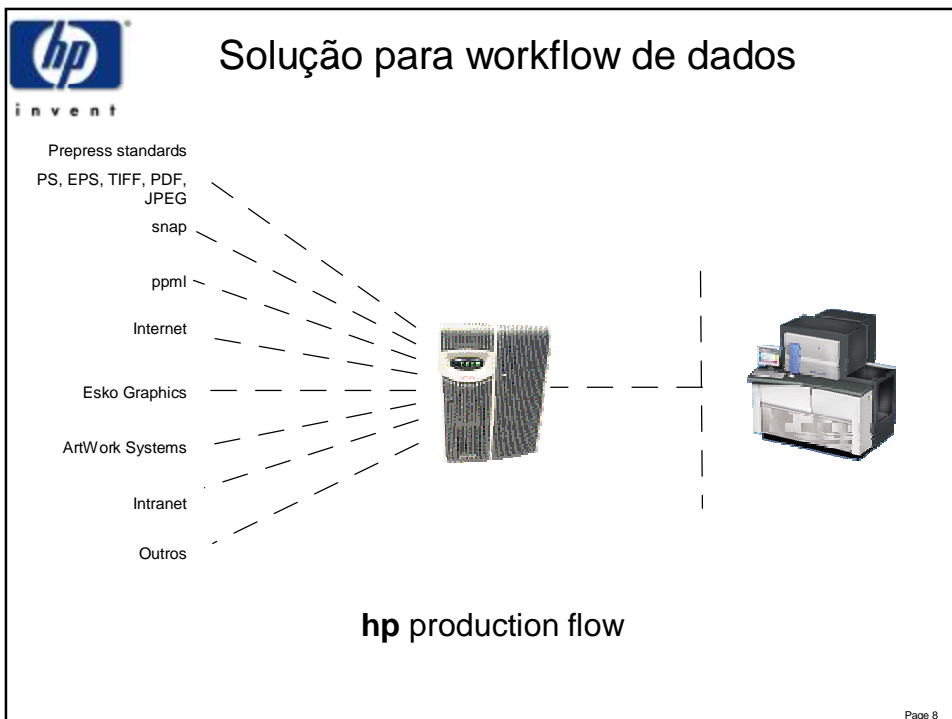 hp
Solução para workflow de dados
invent
Prepress standards
PS, EPS, TIFF, PDF,
JPEG
snap
ppml
Internet
Esko Graphics
ArtWork Systems
Intranet
Outros
hp production flow
Page 8